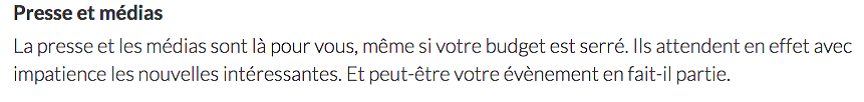 Presse et médias
La presse et les médias sont là pour vous, même si votre budget est serré. Ils attendent en effet avec
impatience les nouvelles intéressantes. Et peut-être votre évènement en fait-il partie.